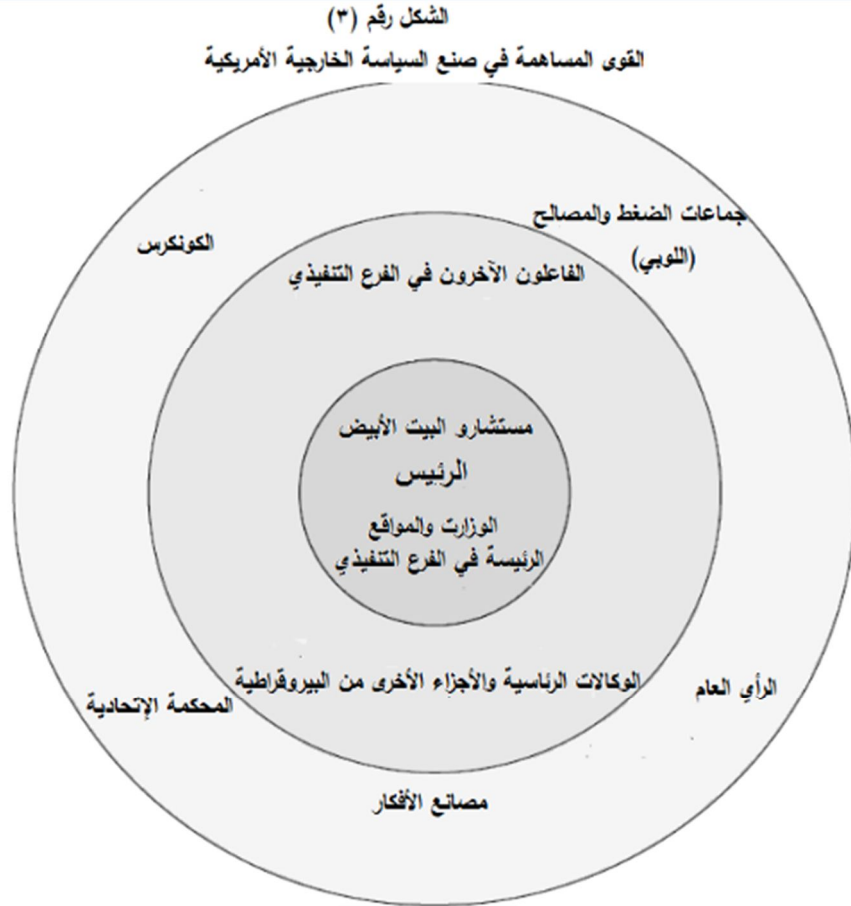 الشكل رقم (٣)
القوى المساهمة في صنع السياسة الخارجية الأمريكية
جماعات الضغط والمصالح
(اللوبي)
الكونكرس
الفاعلون الآخرون في الفرع التنفيذي
مستشارو البيت الأبيض
الرئيس
الوزارت والمواقع
الرئيسة في الفرع التنفيذي
الوكالات الرئاسية والأجزاء الأخرى من البيروقراطية
الرأي العام
المحكمة الإتحادية
مصانع الأفكار